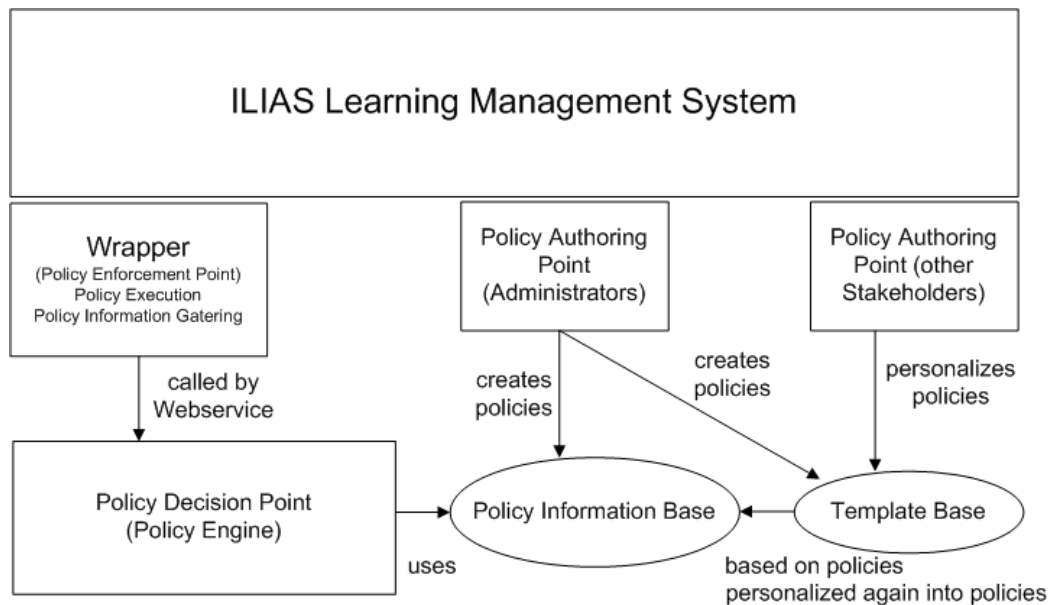 ILIAS Learning Management System
Wrapper
(Policy Enforcement Point)
Policy Execution
Policy Information Gatering
Policy Authoring
Point
(Administrators)
Policy Authoring
Point (other
Stakeholders)
called by
Webservice
creates
policies
creates
policies
personalizes
policies
Policy Decision Point
(Policy Engine)
uses
Policy Information Base
Template Base
based on policies
personalized again into policies